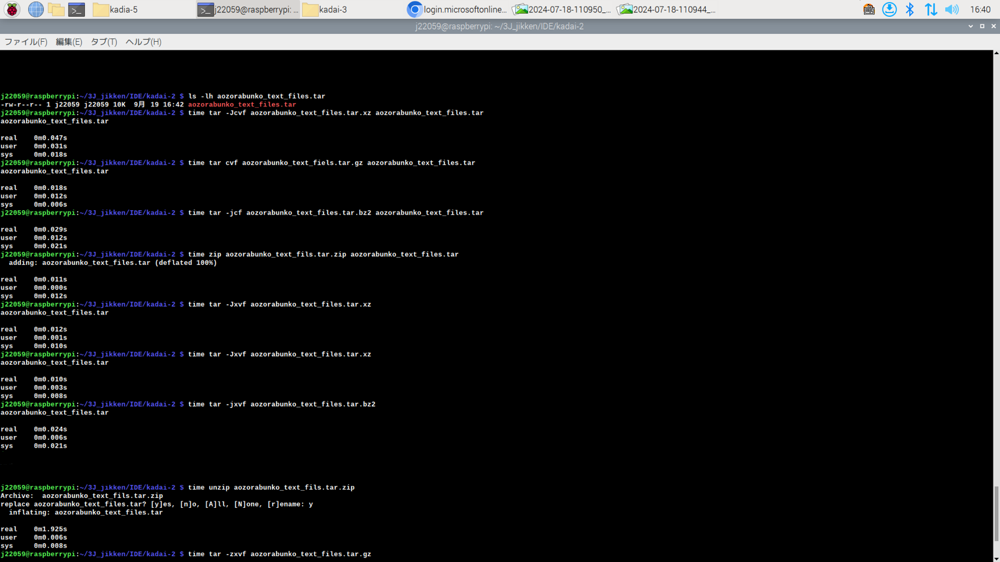 kadia-5
j22059@raspberrypi: ...
kadai-3
login.microsoftonline...
2024-07-18-110950_...
2024-07-18-110944_...
16:40
j22059@raspberrypi: ~/3J_jikken/IDE/kadai-2
ファイル(F) 編集(E) タブ(T) ヘルプ(H)
j22059@raspberrypi:~/3J_jikken/IDE/kadai-2 $ ls -lh aozorabunko_text_files.tar
-rw-r--r-- 1 j22059 j22059 10K  9月 19 16:42 aozorabunko_text_files.tar
j22059@raspberrypi:~/3J_jikken/IDE/kadai-2 $ time tar -Jcvf aozorabunko_text_files.tar.xz aozorabunko_text_files.tar
aozorabunko_text_files.tar
real    0m0.047s
user    0m0.031s
sys     0m0.018s
j22059@raspberrypi:~/3J_jikken/IDE/kadai-2 $ time tar cvf aozorabunko_text_fiels.tar.gz aozorabunko_text_files.tar
aozorabunko_text_files.tar
real    0m0.018s
user    0m0.012s
sys     0m0.006s
j22059@raspberrypi:~/3J_jikken/IDE/kadai-2 $ time tar -jcf aozorabunko_text_files.tar.bz2 aozorabunko_text_files.tar
real    0m0.029s
user    0m0.012s
sys     0m0.021s
j22059@raspberrypi:~/3J_jikken/IDE/kadai-2 $ time zip aozorabunko_text_fils.tar.zip aozorabunko_text_files.tar
  adding: aozorabunko_text_files.tar (deflated 100%)
real    0m0.011s
user    0m0.000s
sys     0m0.012s
j22059@raspberrypi:~/3J_jikken/IDE/kadai-2 $ time tar -Jxvf aozorabunko_text_files.tar.xz
aozorabunko_text_files.tar
real    0m0.012s
user    0m0.001s
sys     0m0.010s
j22059@raspberrypi:~/3J_jikken/IDE/kadai-2 $ time tar -Jxvf aozorabunko_text_files.tar.xz
aozorabunko_text_files.tar
real    0m0.010s
user    0m0.003s
sys     0m0.008s
j22059@raspberrypi:~/3J_jikken/IDE/kadai-2 $ time tar -jxvf aozorabunko_text_files.tar.bz2
aozorabunko_text_files.tar
real    0m0.024s
user    0m0.006s
sys     0m0.021s
j22059@raspberrypi:~/3J_jikken/IDE/kadai-2 $ time unzip aozorabunko_text_fils.tar.zip
Archive:  aozorabunko_text_fils.tar.zip
replace aozorabunko_text_files.tar? [y]es, [n]o, [A]ll, [N]one, [r]ename: y
  inflating: aozorabunko_text_files.tar
real    0m1.925s
user    0m0.006s
sys     0m0.008s
j22059@raspberrypi:~/3J_jikken/IDE/kadai-2 $ time tar -zxvf aozorabunko_text_files.tar.gz